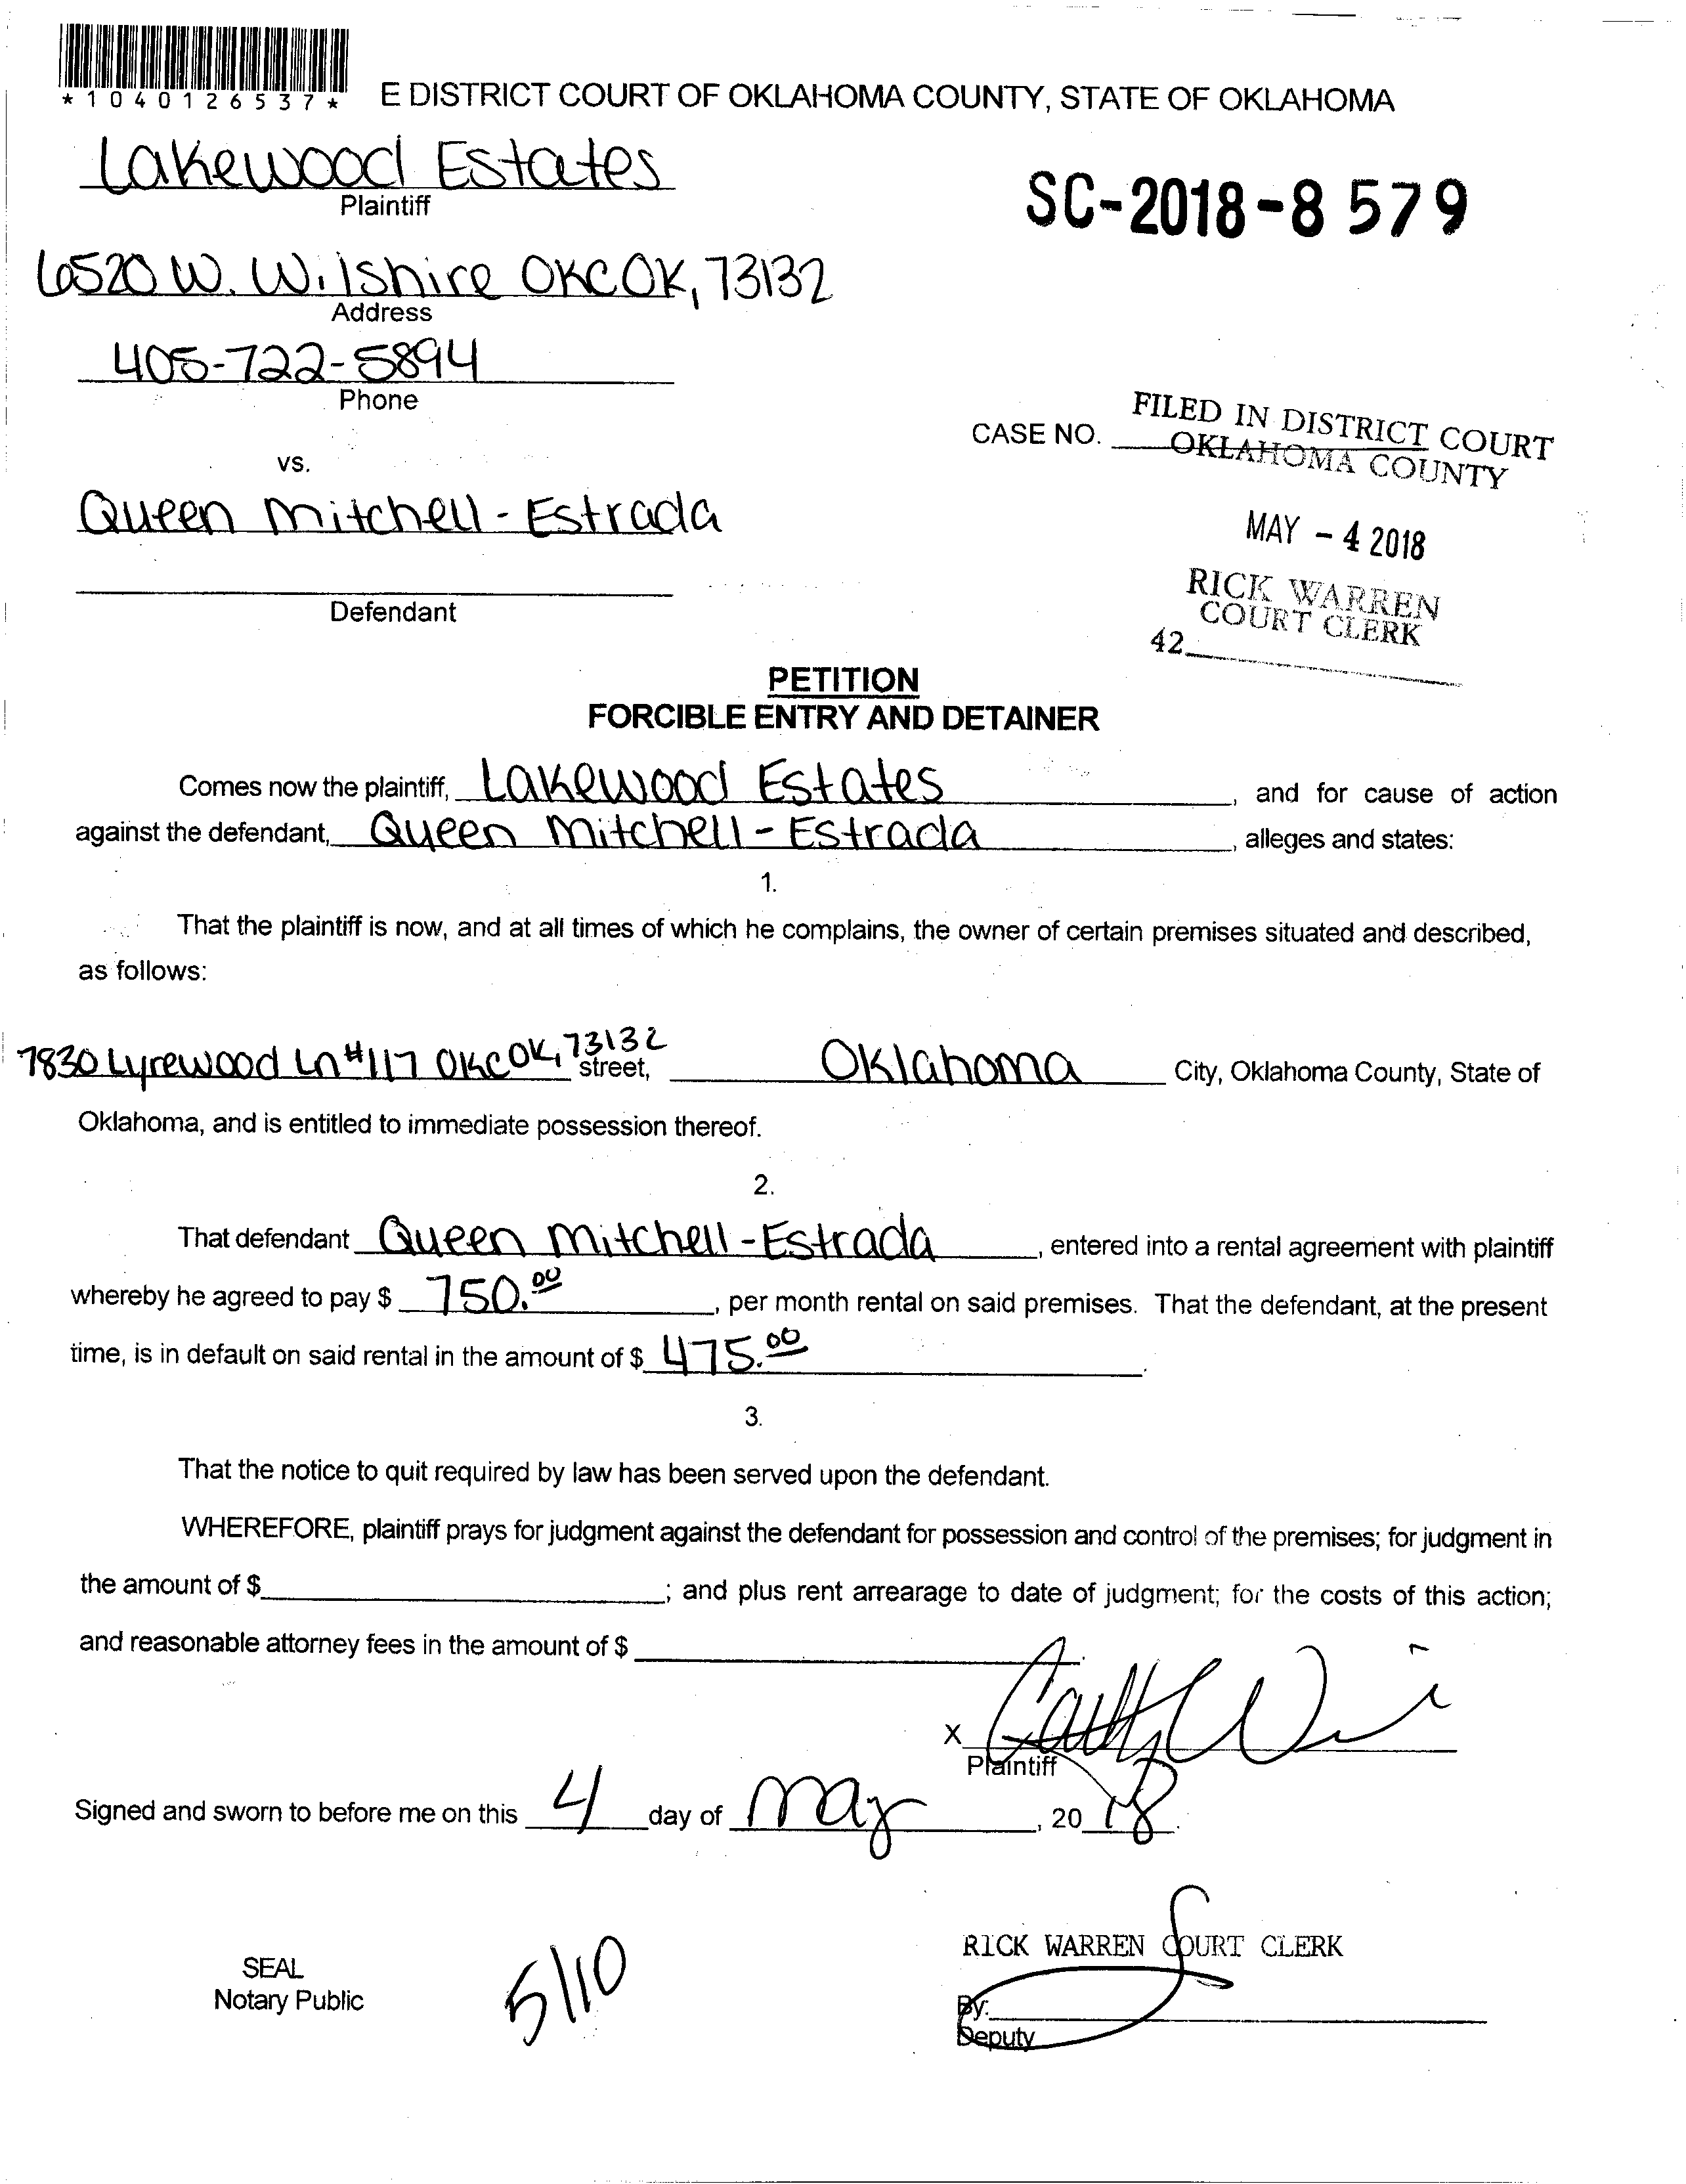 *1040126537*
E DISTRICT COURT OF OKLAHOMA COUNTY, STATE OF OKLAHOMA
Lakewood Estates
Plaintiff
SC-2018-8579
6520 W. Wilshire OKC OK, 73132
Address
405-722-5894
Phone
CASE NO.
FILED IN DISTRICT COURT
OKLAHOMA COUNTY
vs.
Queen Mitchell-Estrada
MAY - 4 2018
Defendant
RICK WARREN
COURT CLERK
42
PETITION
FORCIBLE ENTRY AND DETAINER
Comes now the plaintiff, Lakewood Estates, and for cause of action
against the defendant, Queen Mitchell-Estrada, alleges and states:
1.
That the plaintiff is now, and at all times of which he complains, the owner of certain premises situated and described,
as follows:
7830 Lyrewood Ln #117 OKC OK, 73132 street, Oklahoma City, Oklahoma County, State of
Oklahoma, and is entitled to immediate possession thereof.
2.
That defendant Queen Mitchell-Estrada, entered into a rental agreement with plaintiff
whereby he agreed to pay $ 750.00, per month rental on said premises. That the defendant, at the present
time, is in default on said rental in the amount of $ 475.00.
3.
That the notice to quit required by law has been served upon the defendant.
WHEREFORE, plaintiff prays for judgment against the defendant for possession and control of the premises; for judgment in
the amount of $; and plus rent arrearage to date of judgment; for the costs of this action;
and reasonable attorney fees in the amount of $.
X
Plaintiff
Signed and sworn to before me on this 4 day of May, 20 18.
RICK WARREN COURT CLERK
SEAL
Notary Public
5/10
By:
Deputy